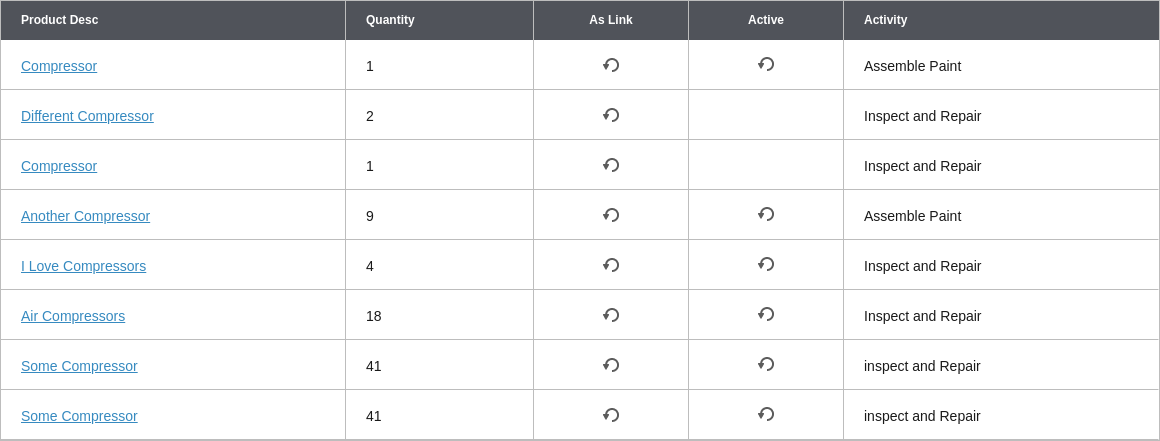 Product Desc Quantity As Link Active Activity
Compressor 1 Assemble Paint
Different Compressor 2 Inspect and Repair
Compressor 1 Inspect and Repair
Another Compressor 9 Assemble Paint
I Love Compressors 4 Inspect and Repair
Air Compressors 18 Inspect and Repair
Some Compressor 41 inspect and Repair
Some Compressor 41 inspect and Repair